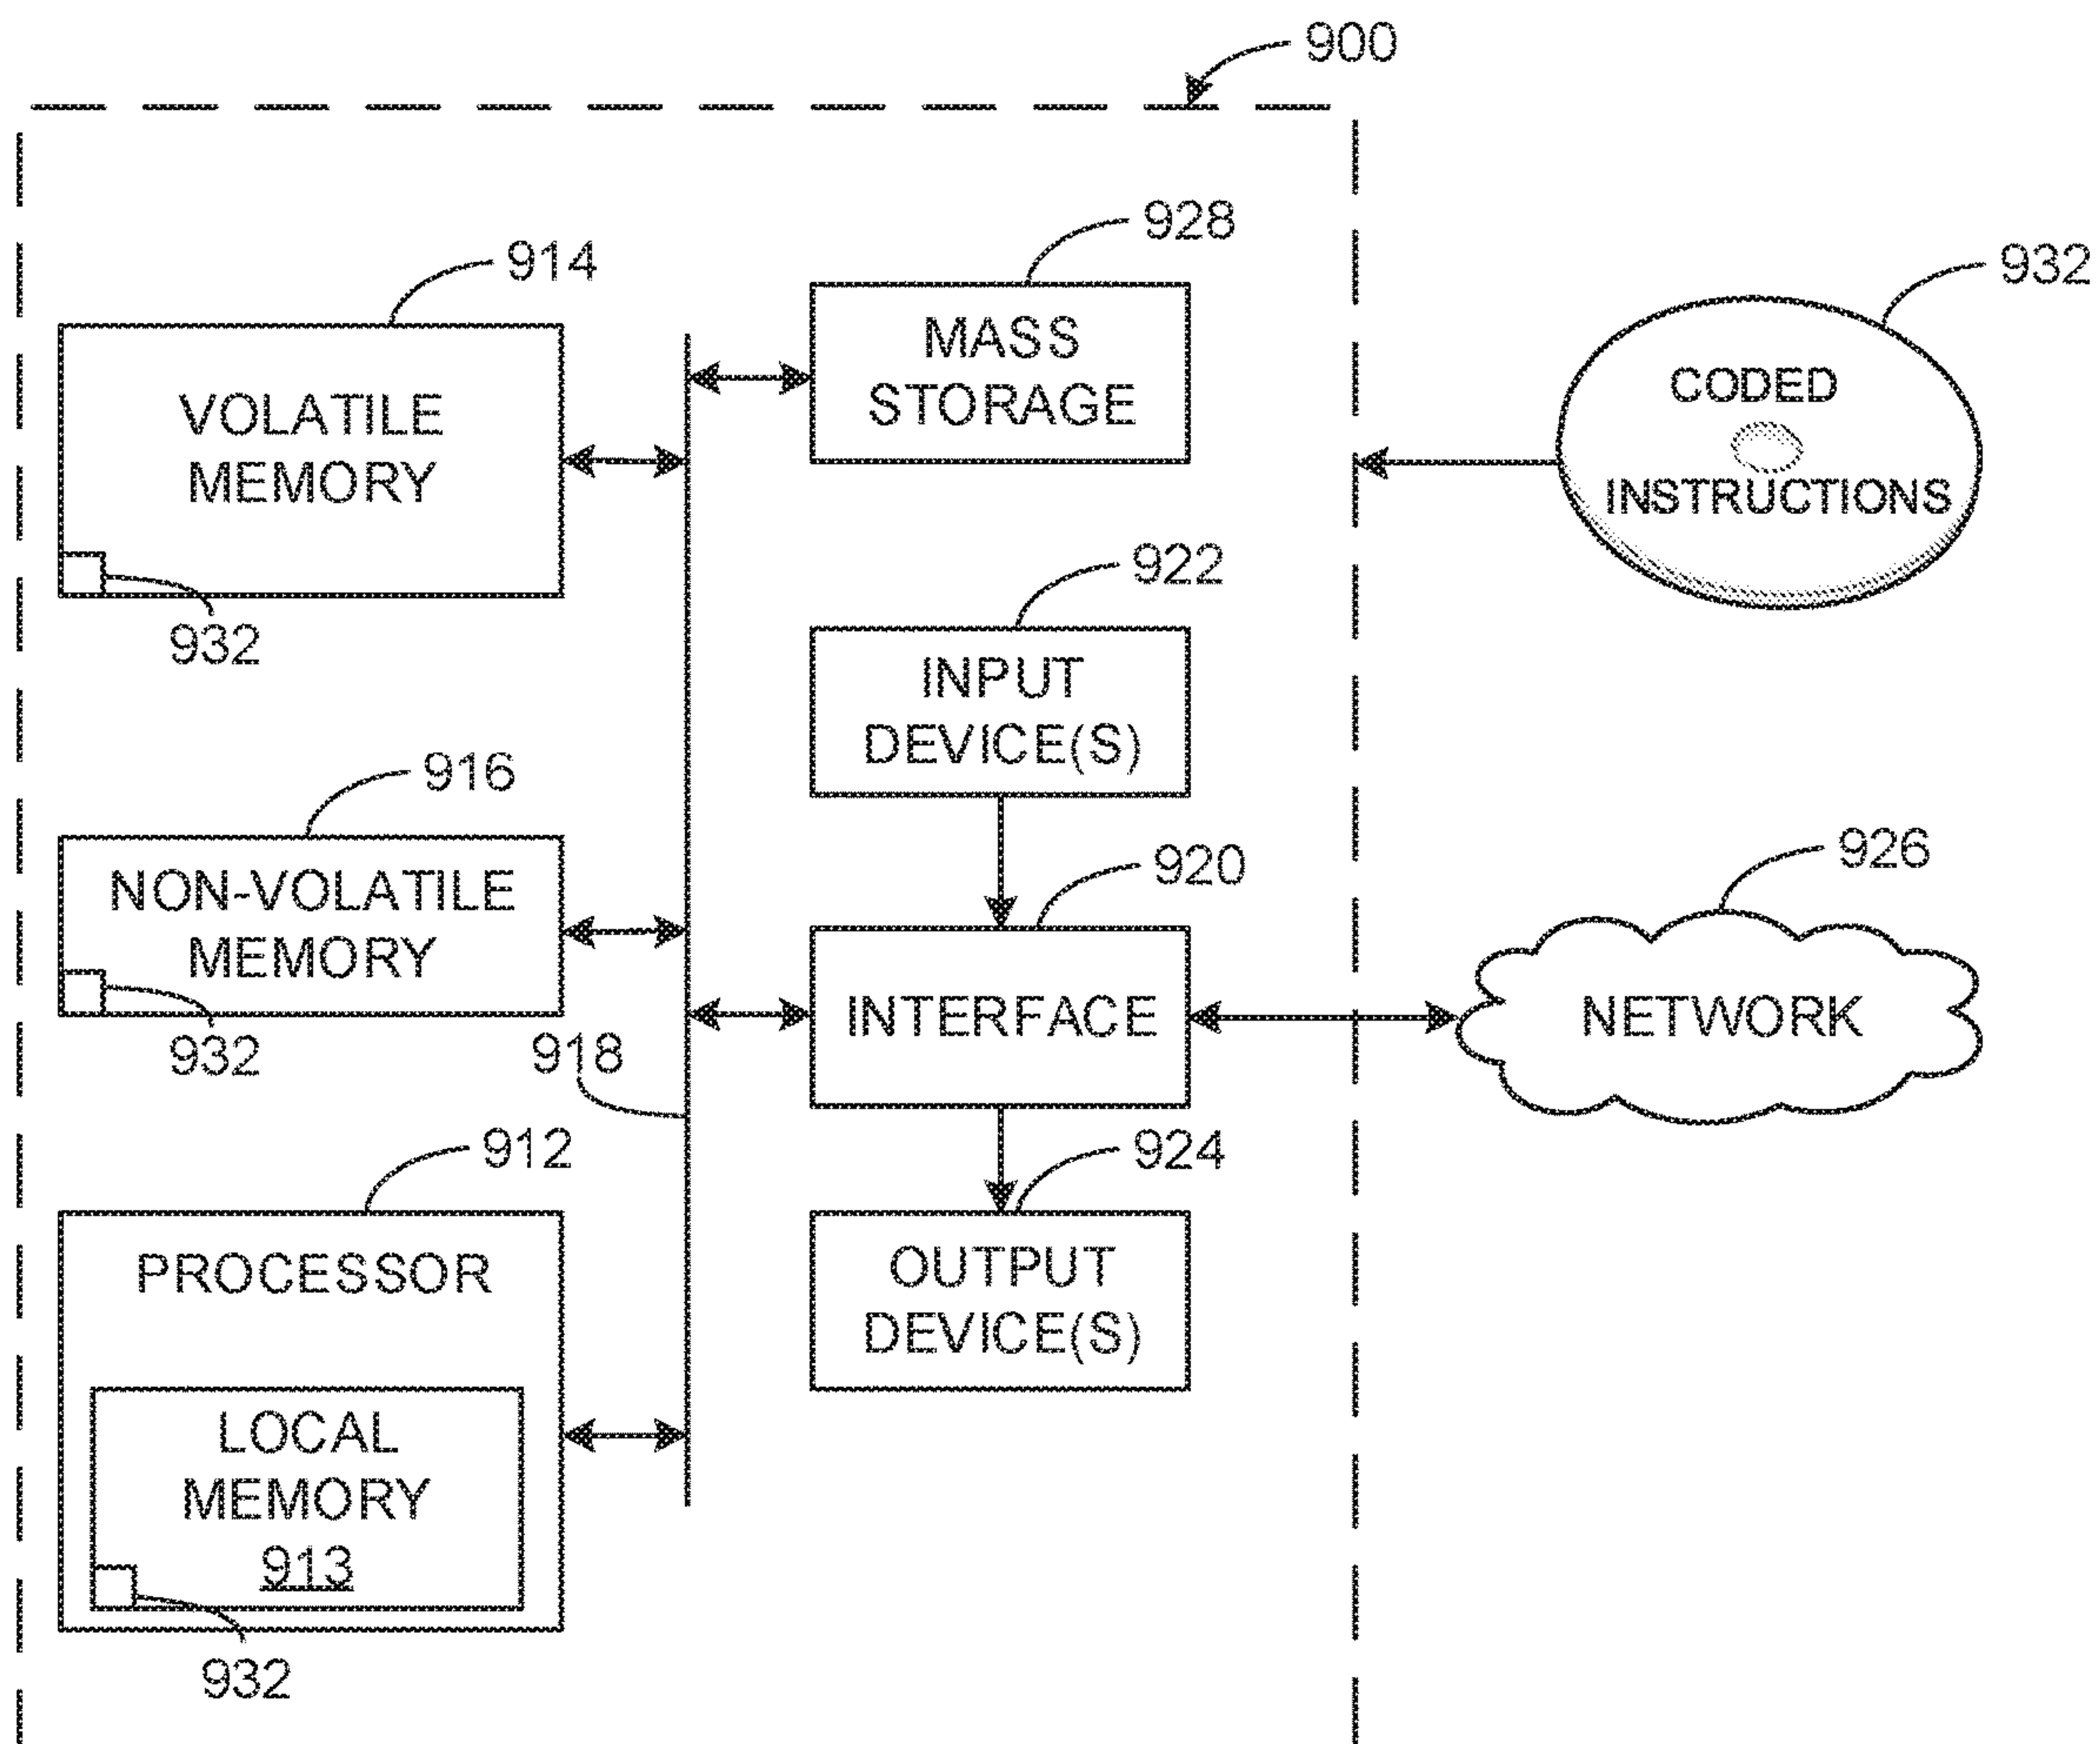 900
928
914
932
MASS
STORAGE
CODED
INSTRUCTIONS
VOLATILE
MEMORY
922
932
INPUT
DEVICE(S)
916
926
920
NON-VOLATILE
MEMORY
INTERFACE
NETWORK
932
918
912
924
PROCESSOR
OUTPUT
DEVICE(S)
LOCAL
MEMORY
913
932